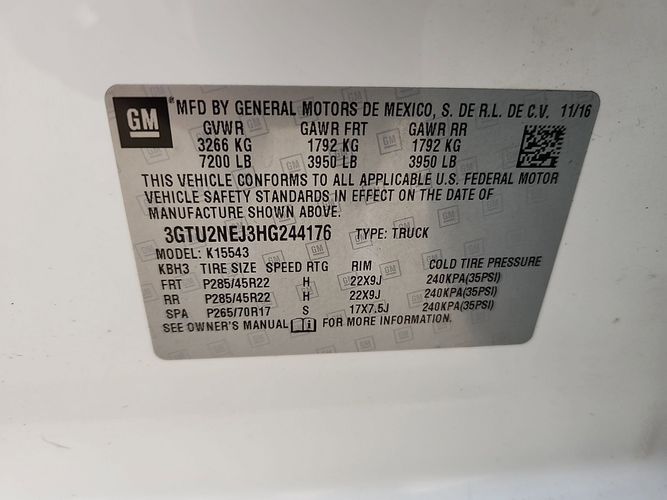 GM MFD BY GENERAL MOTORS DE MEXICO, S. DE R.L. DE C.V. 11/16
GVWR GAWR FRT GAWR RR
3266 KG 1792 KG 1792 KG
7200 LB 3950 LB 3950 LB
THIS VEHICLE CONFORMS TO ALL APPLICABLE U.S. FEDERAL MOTOR
VEHICLE SAFETY STANDARDS IN EFFECT ON THE DATE OF
MANUFACTURE SHOWN ABOVE.
3GTU2NEJ3HG244176 TYPE: TRUCK
MODEL: K15543
KBH3 TIRE SIZE SPEED RTG RIM COLD TIRE PRESSURE
FRT P285/45R22 H 22X9J 240KPA(35PSI)
RR P285/45R22 H 22X9J 240KPA(35PSI)
SPA P265/70R17 S 17X7.5J 240KPA(35PSI)
SEE OWNER'S MANUAL FOR MORE INFORMATION.